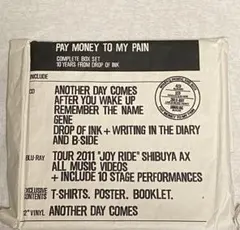 PAY MONEY TO MY PAIN
COMPLETE BOX SET
10 YEARS FROM DROP OF INK
INCLUDE
CD
ANOTHER DAY COMES
AFTER YOU WAKE UP
REMEMBER THE NAME
GENE
DROP OF INK + WRITING IN THE DIARY
AND B-SIDE
BLU-RAY
TOUR 2011 "JOY RIDE" SHIBUYA AX
ALL MUSIC VIDEOS
+ INCLUDE 10 STAGE PERFORMANCES
EXCLUSIVE
CONTENTS
T-SHIRTS. POSTER. BOOKLET.
12" VINYL
ANOTHER DAY COMES